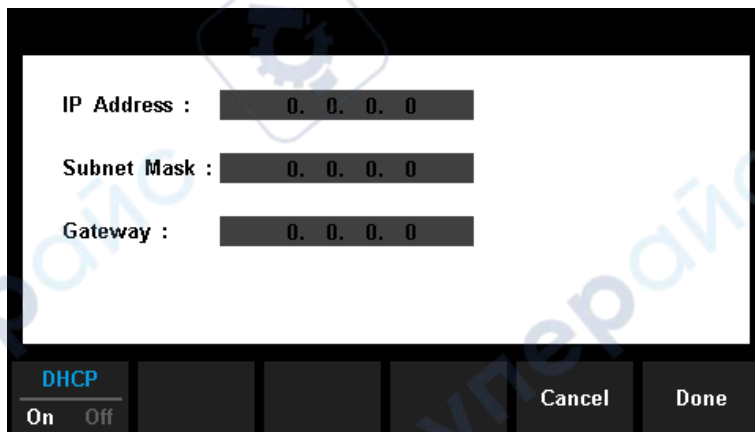 IP Address : 0. 0. 0. 0
Subnet Mask : 0. 0. 0. 0
Gateway : 0. 0. 0. 0
DHCP
On Off
Cancel
Done